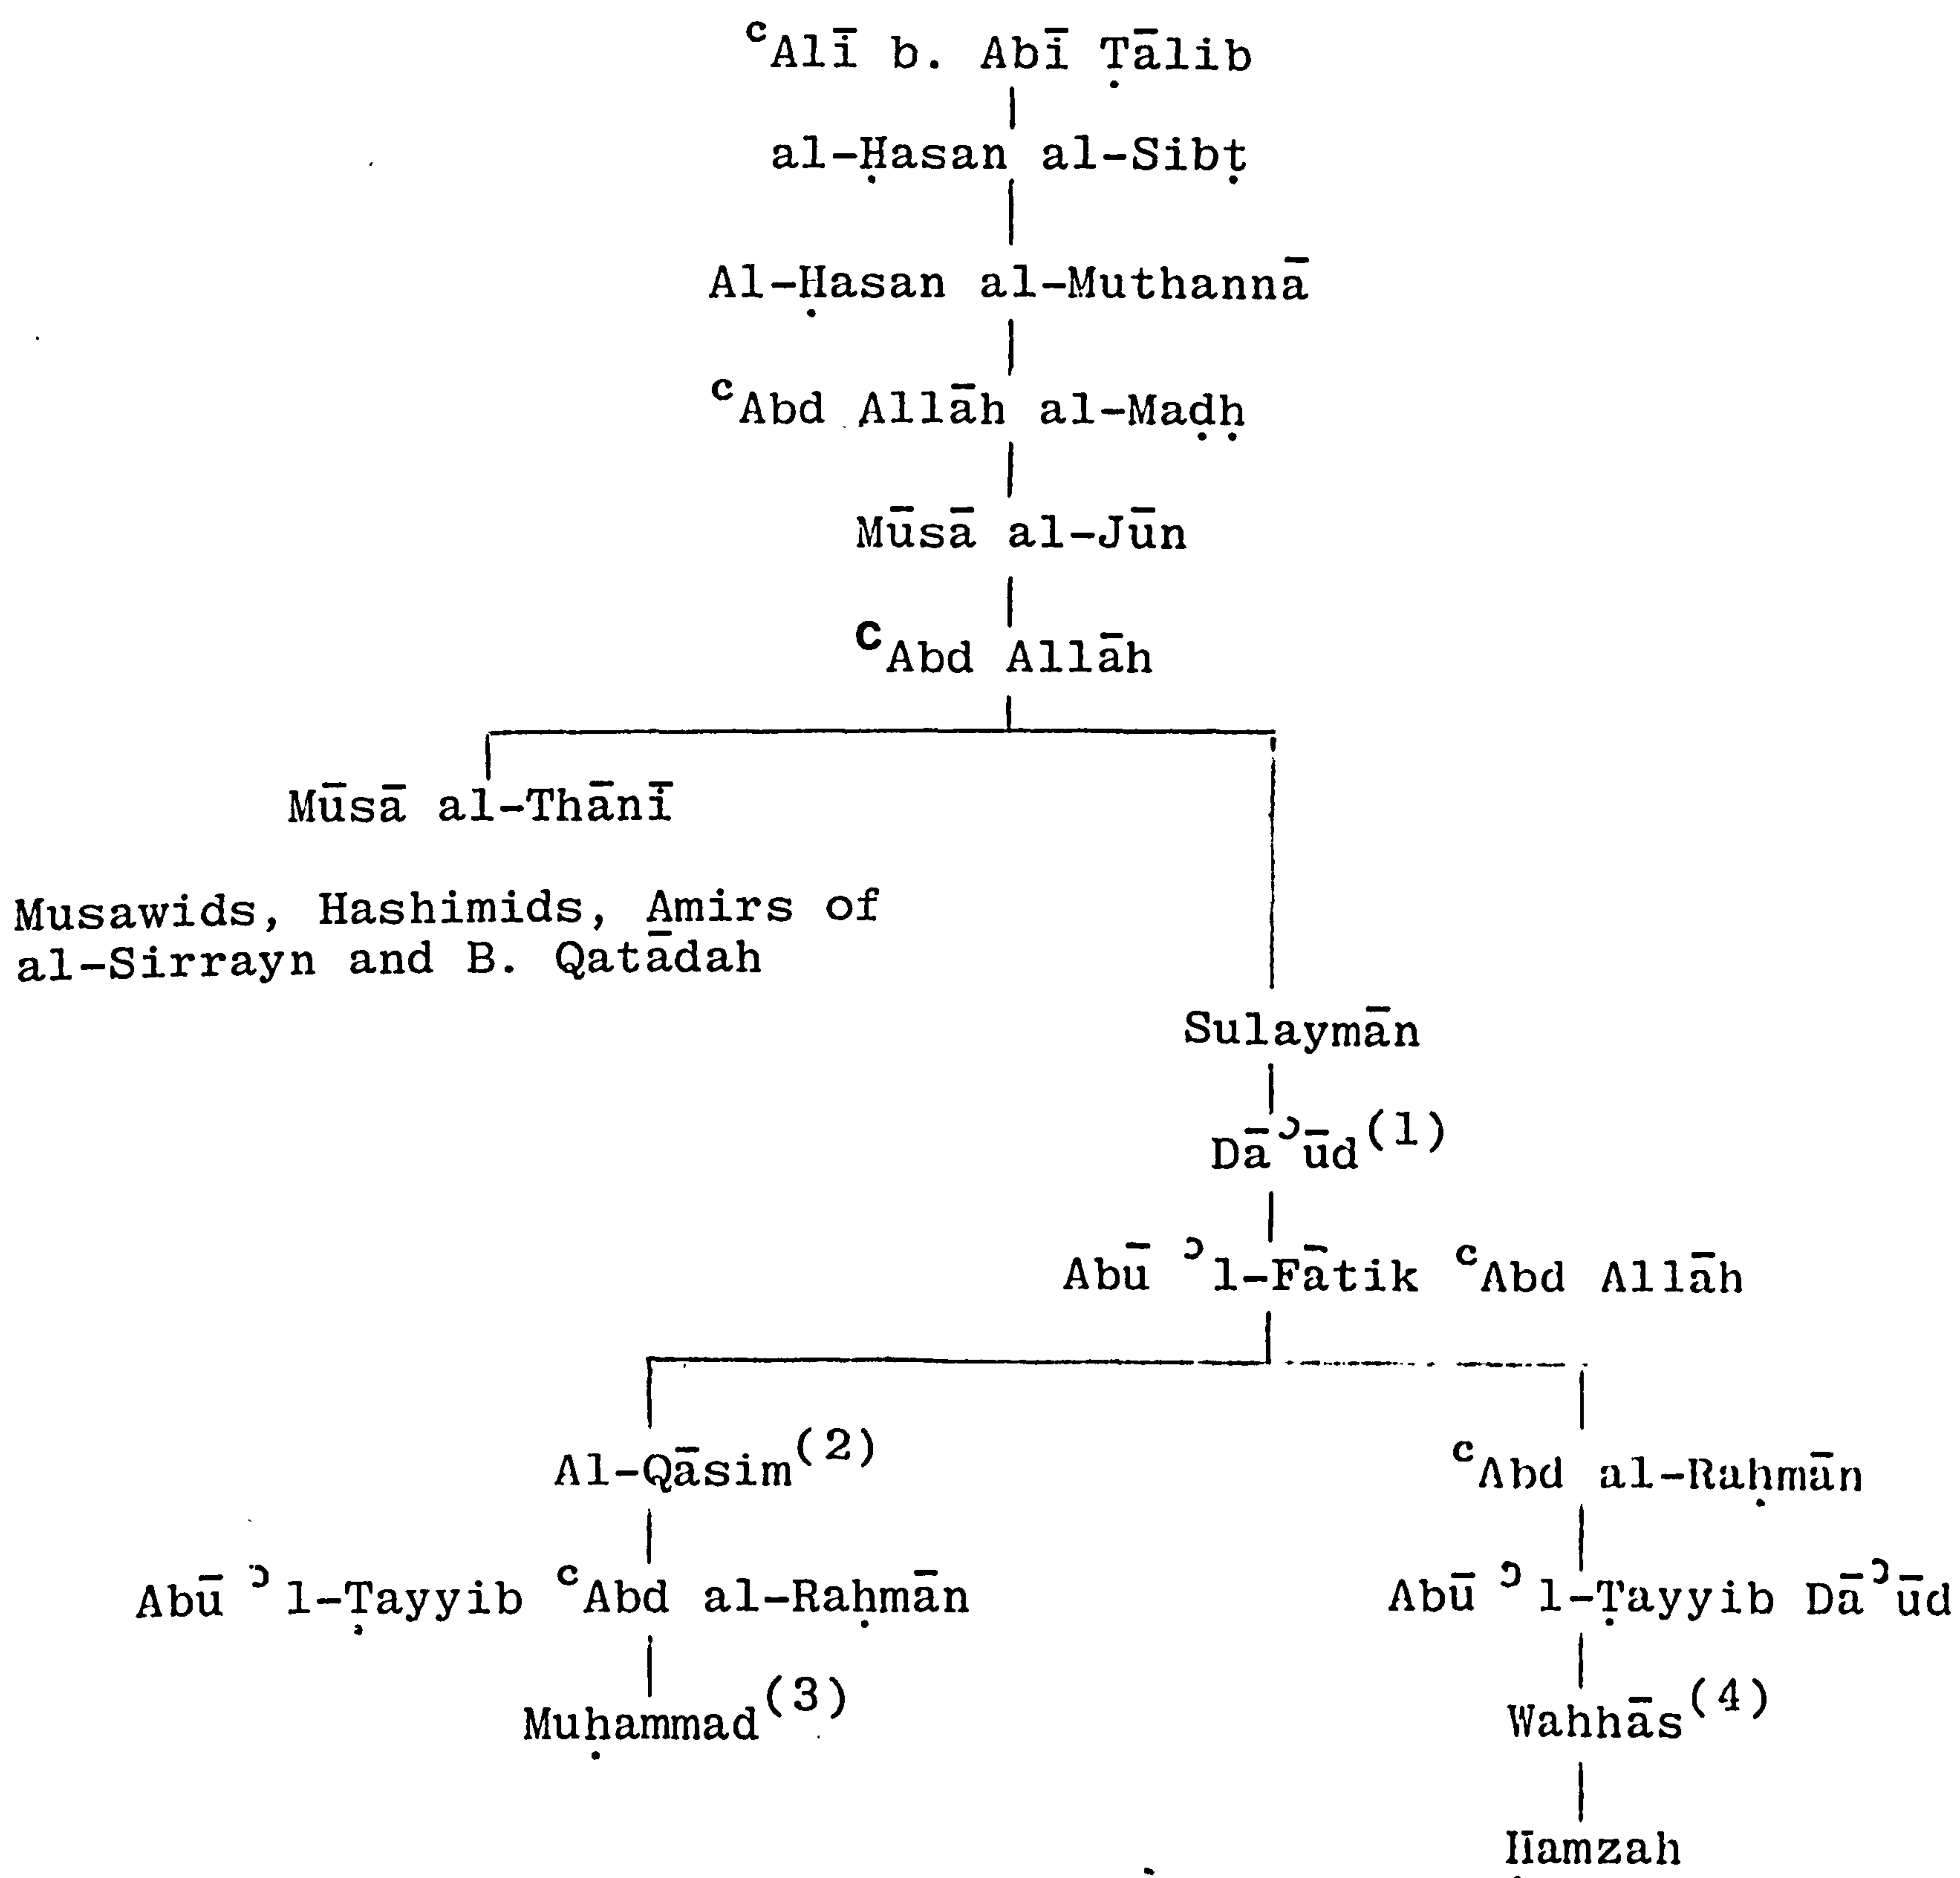 ᶜAlī b. Abī Ṭālib
al-Ḥasan al-Sibṭ
Al-Ḥasan al-Muthannā
ᶜAbd Allāh al-Maḍḥ
Mūsā al-Jūn
ᶜAbd Allāh
Mūsā al-Thānī
Musawids, Hashimids, Amirs of
al-Sirrayn and B. Qatādah
Sulaymān
Dāʾūd(1)
Abū ʾl-Fātik ᶜAbd Allāh
Al-Qāsim(2)
ᶜAbd al-Raḥmān
Abū ʾl-Ṭayyib ᶜAbd al-Raḥmān
Abū ʾl-Ṭayyib Dāʾūd
Muḥammad(3)
Wahhās(4)
Ḥamzah